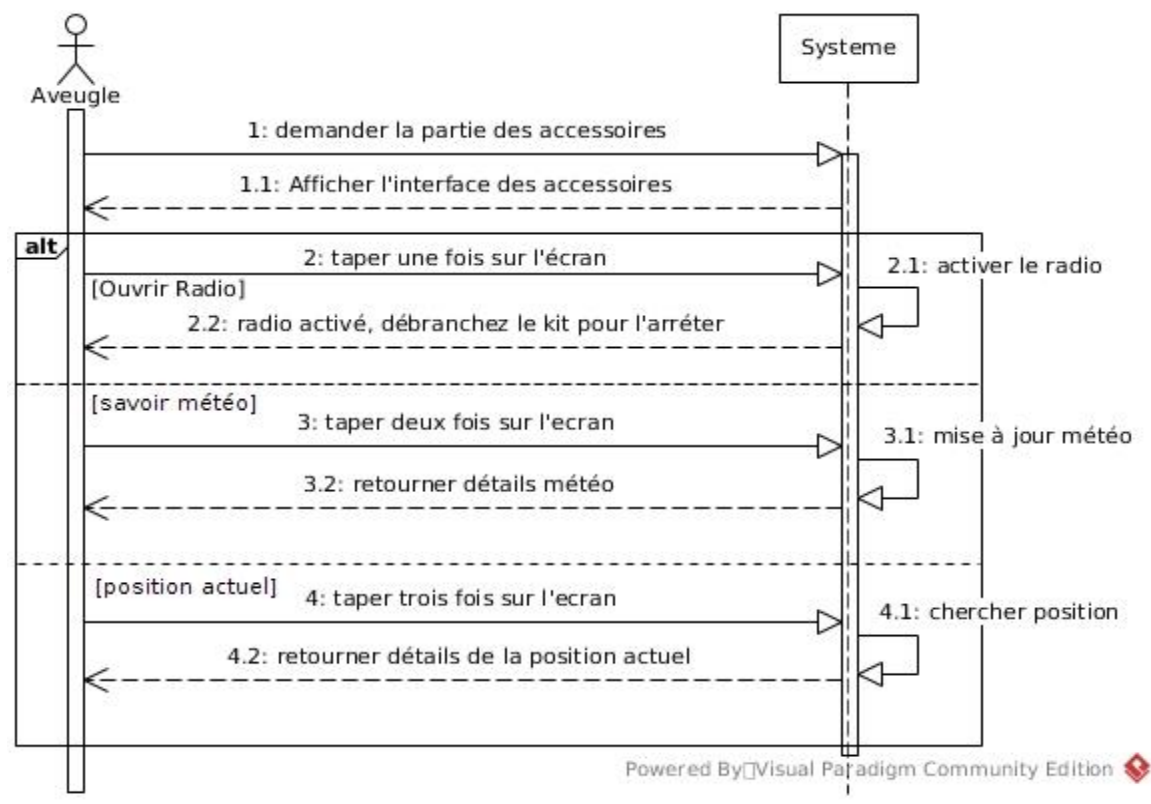 Systeme
Aveugle
1: demander la partie des accessoires
1.1: Afficher l'interface des accessoires
alt
2: taper une fois sur l'écran
2.1: activer le radio
[Ouvrir Radio]
2.2: radio activé, débranchez le kit pour l'arréter
[savoir météo]
3: taper deux fois sur l'ecran
3.1: mise à jour météo
3.2: retourner détails météo
[position actuel]
4: taper trois fois sur l'ecran
4.1: chercher position
4.2: retourner détails de la position actuel
Powered By Visual Paradigm Community Edition